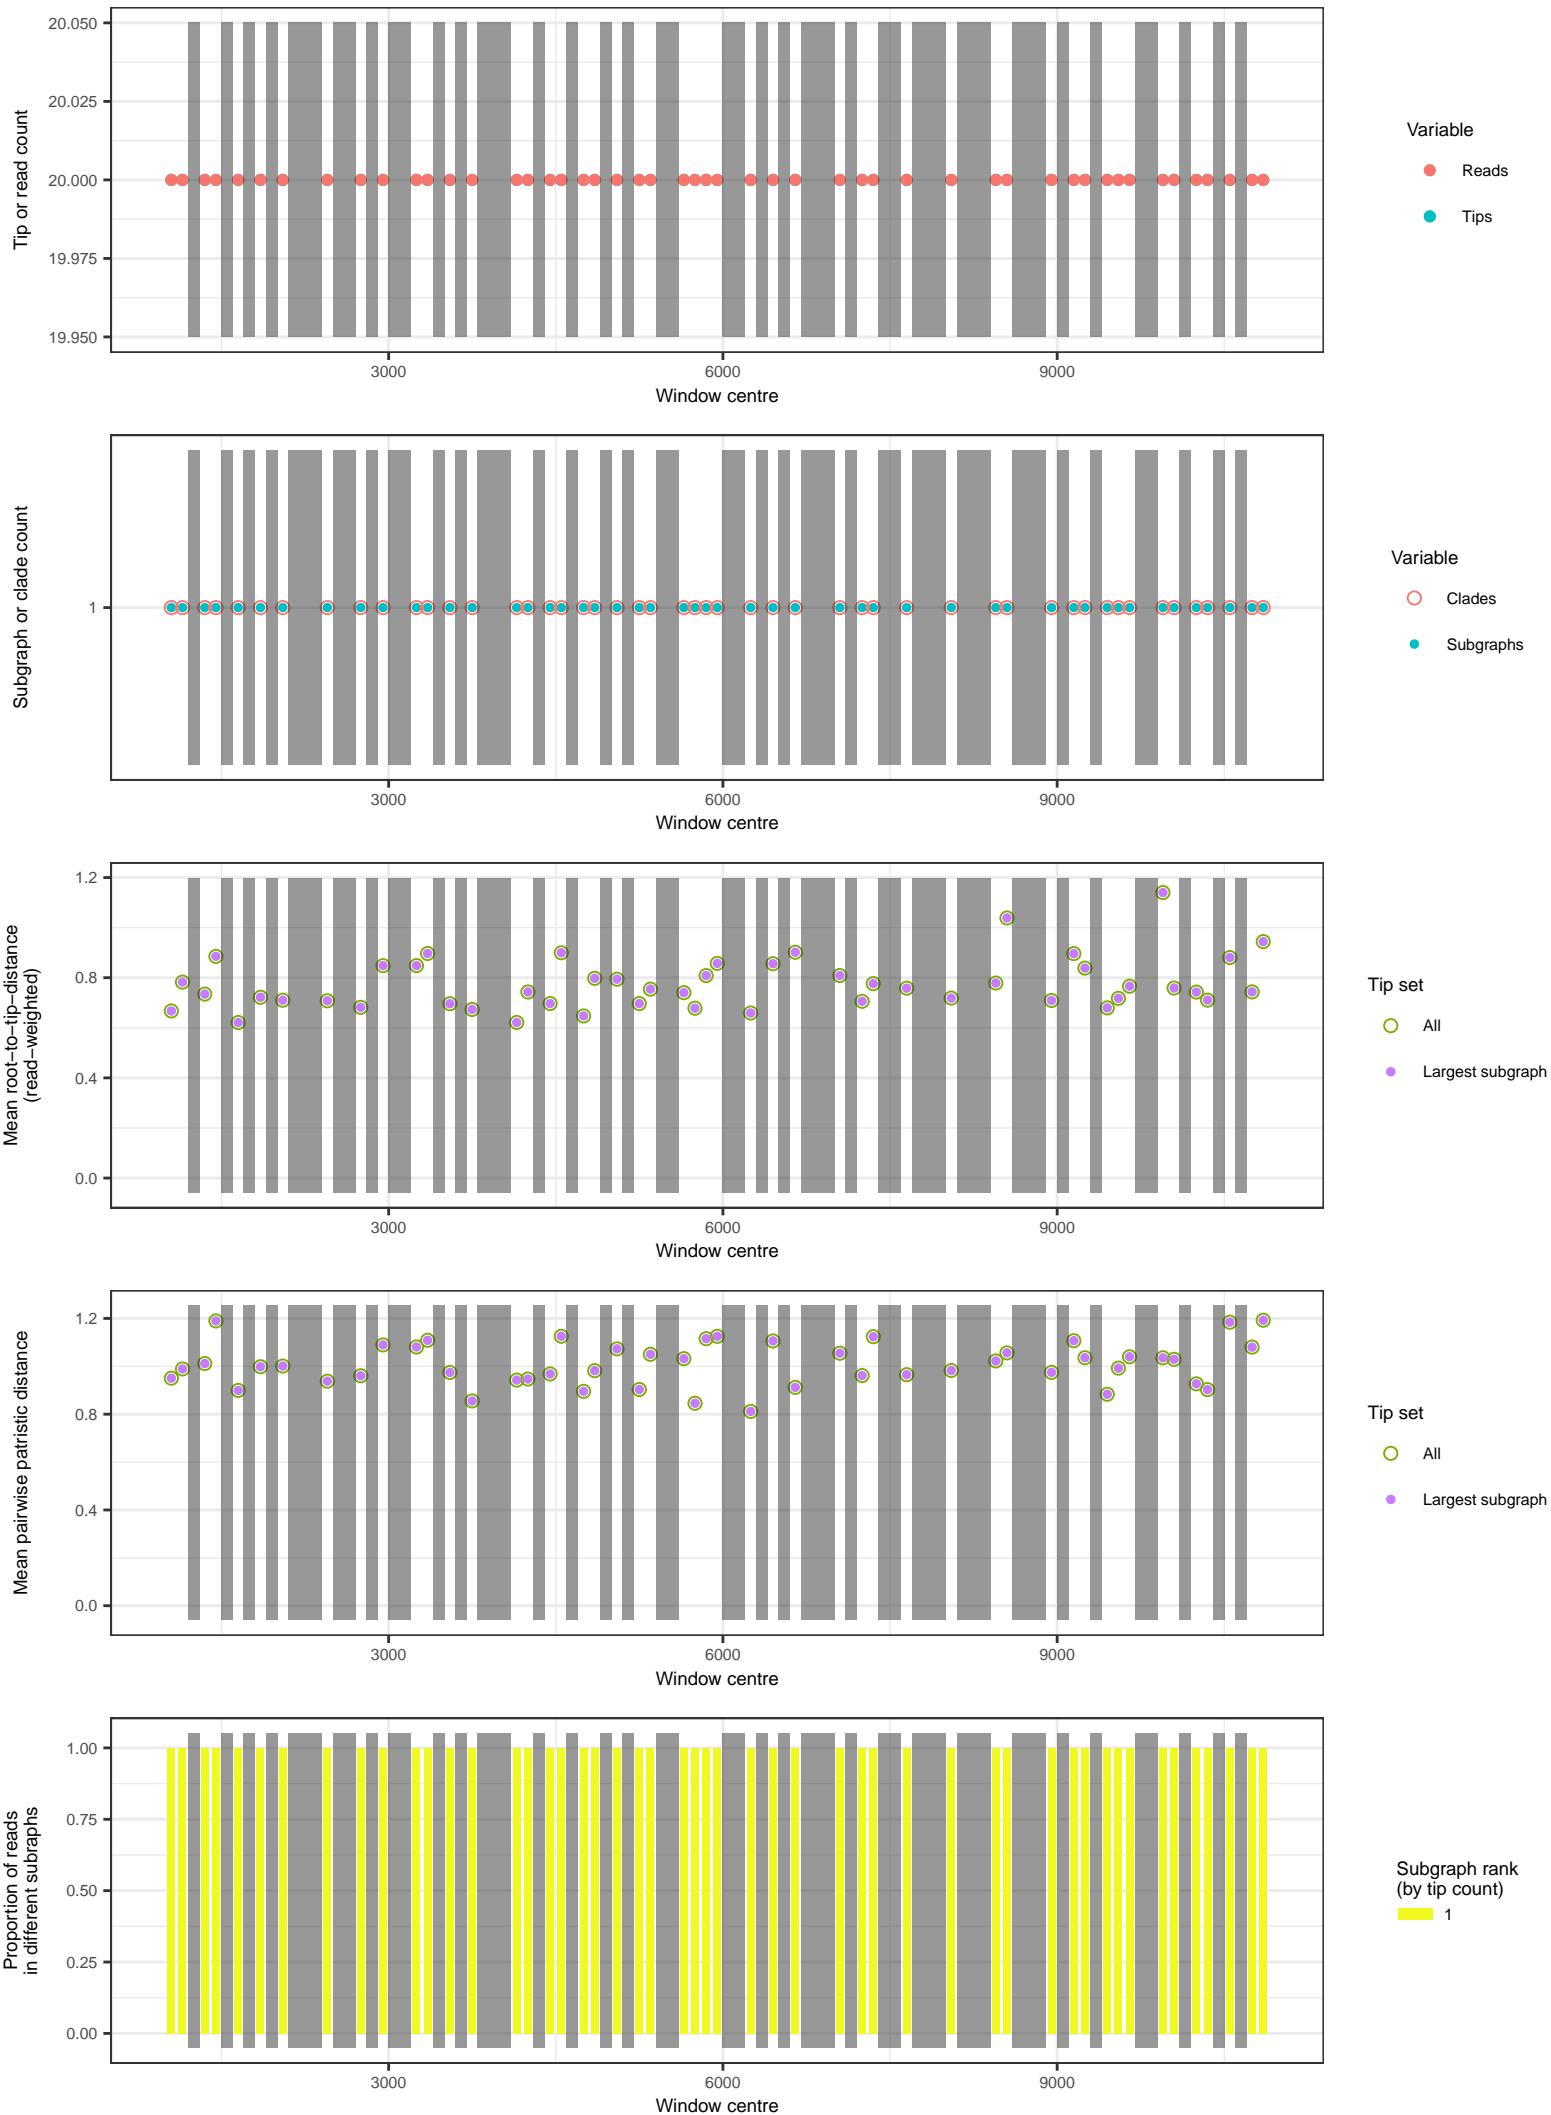 20.050
20.025
20.000
19.975
19.950
Tip or read count
3000
6000
9000
Window centre
Variable
Reads
Tips
1
Subgraph or clade count
3000
6000
9000
Window centre
Variable
Clades
Subgraphs
1.2
0.8
0.4
0.0
Mean root−to−tip−distance
(read−weighted)
3000
6000
9000
Window centre
Tip set
All
Largest subgraph
1.2
0.8
0.4
0.0
Mean pairwise patristic distance
3000
6000
9000
Window centre
Tip set
All
Largest subgraph
1.00
0.75
0.50
0.25
0.00
Proportion of reads
in different subraphs
3000
6000
9000
Window centre
Subgraph rank
(by tip count)
1